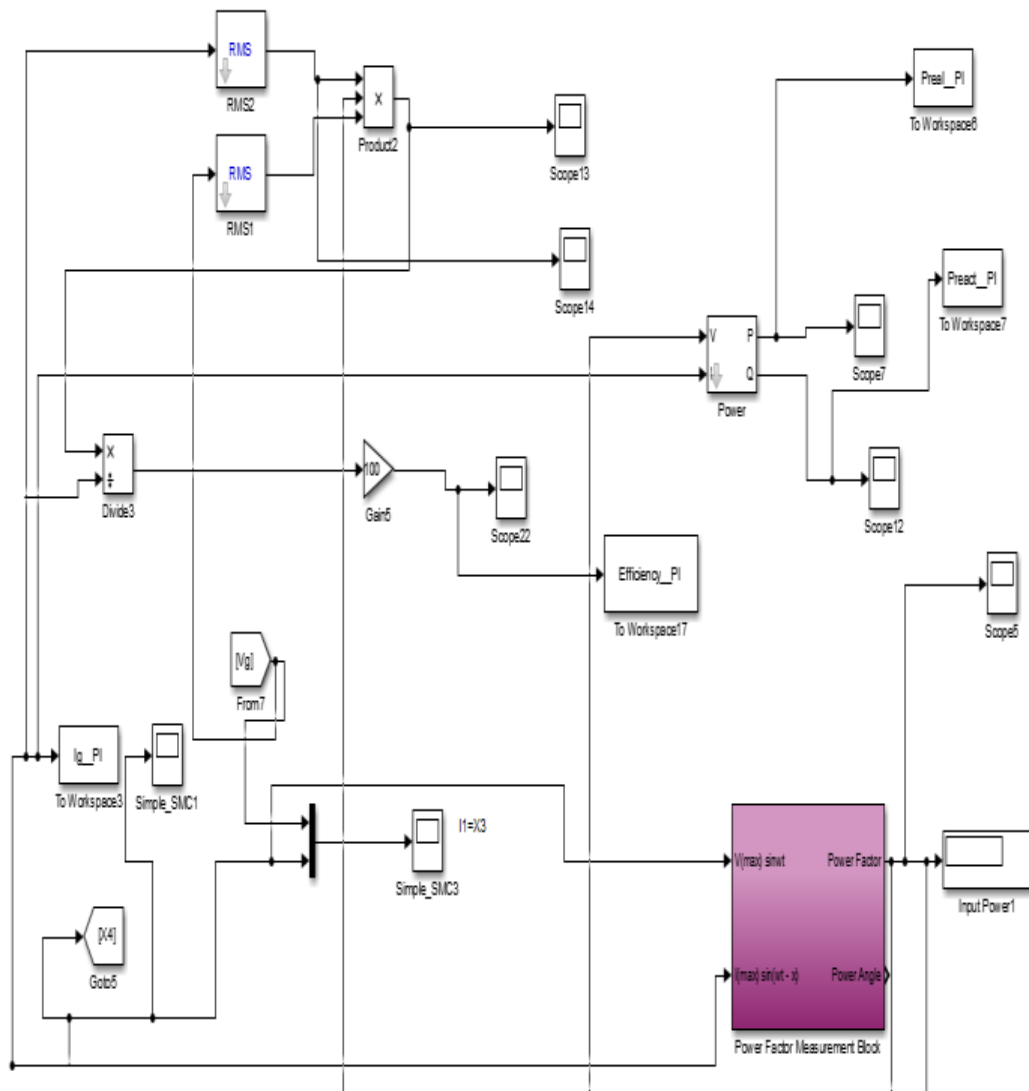 RMS
RMS2
X
Product2
Scope13
Preal__PI
To Workspace6
RMS
RMS1
Scope14
Preact__PI
To Workspace7
V
P
Q
Power
Scope7
X
÷
Divide3
100
Gain5
Scope22
Scope12
Efficiency__PI
To Workspace17
Scope5
[Vg]
From7
Ig__PI
To Workspace3
Simple_SMC1
I1=X3
Simple_SMC3
V(max) sinwt
Power Factor
Input Power1
[X4]
Goto5
I(max) sin(wt - x)
Power Angle
Power Factor Measurement Block